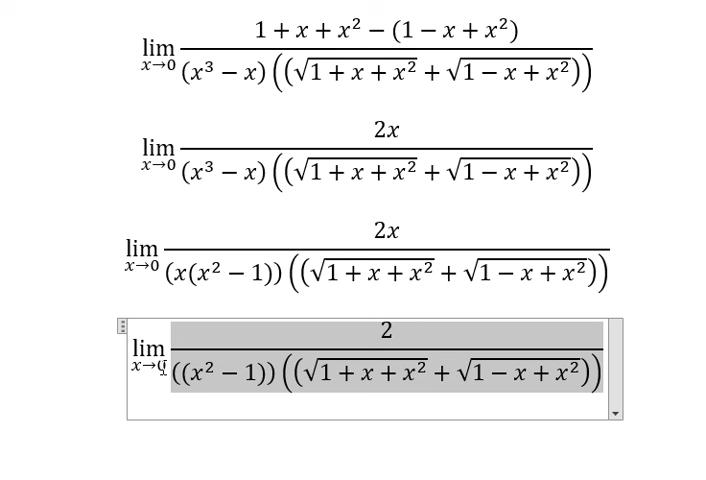 lim x→0 (1 + x + x² − (1 − x + x²)) / ((x³ − x)((√(1 + x + x²) + √(1 − x + x²))))
lim x→0 2x / ((x³ − x)((√(1 + x + x²) + √(1 − x + x²))))
lim x→0 2x / ((x(x² − 1))((√(1 + x + x²) + √(1 − x + x²))))
lim x→0 2 / (((x² − 1))((√(1 + x + x²) + √(1 − x + x²))))